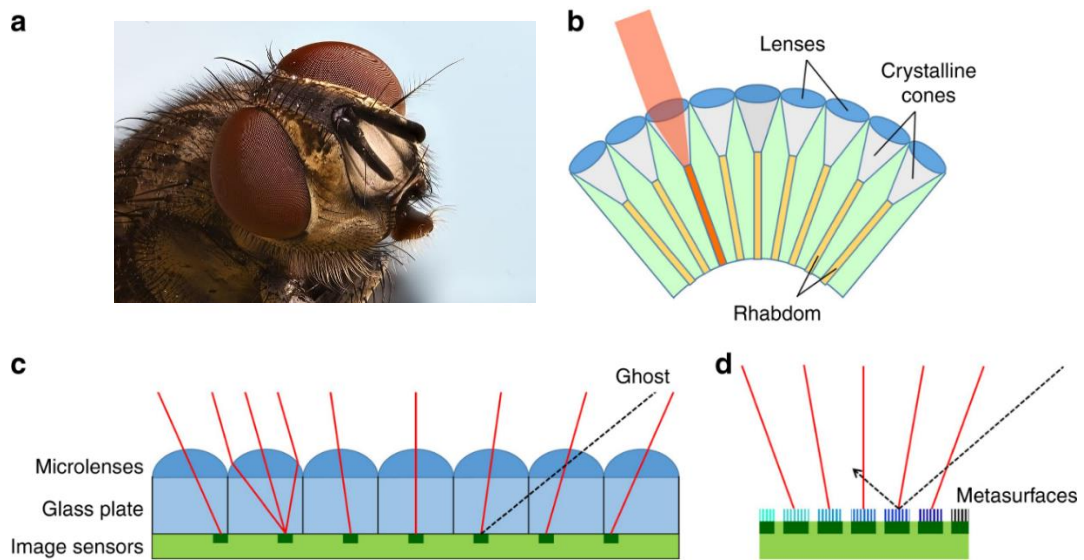 a
b
Lenses
Crystalline
cones
Rhabdom
c
Ghost
Microlenses
Glass plate
Image sensors
d
Metasurfaces